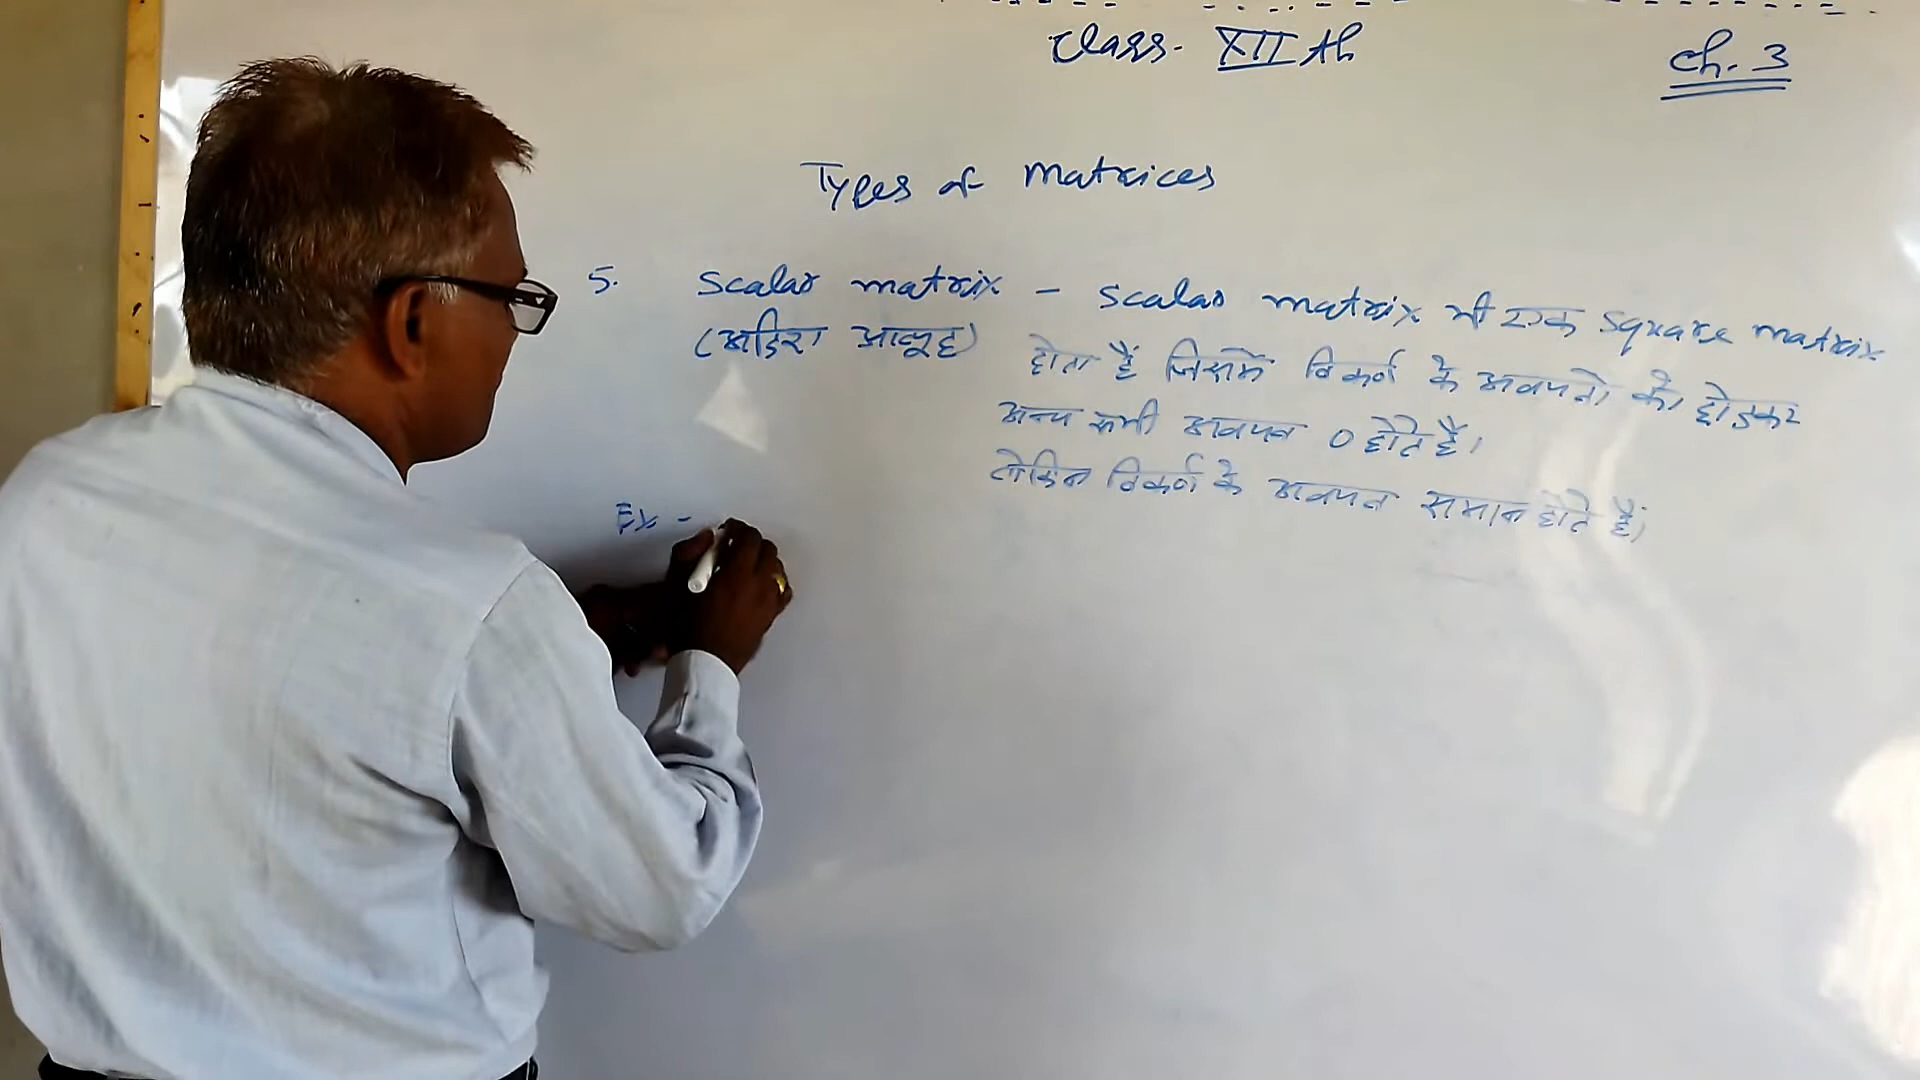 Class- XII th
Ch. 3
Types of Matrices
5. Scalar matrix - Scalar matrix भी एक square matrix
(अदिश आव्यूह) होता है जिसमें विकर्ण के अवयवो को छोडकर
अन्य सभी अवयव 0 होते है।
लेकिन विकर्ण के अवयव समान होते हैं।
Ex -